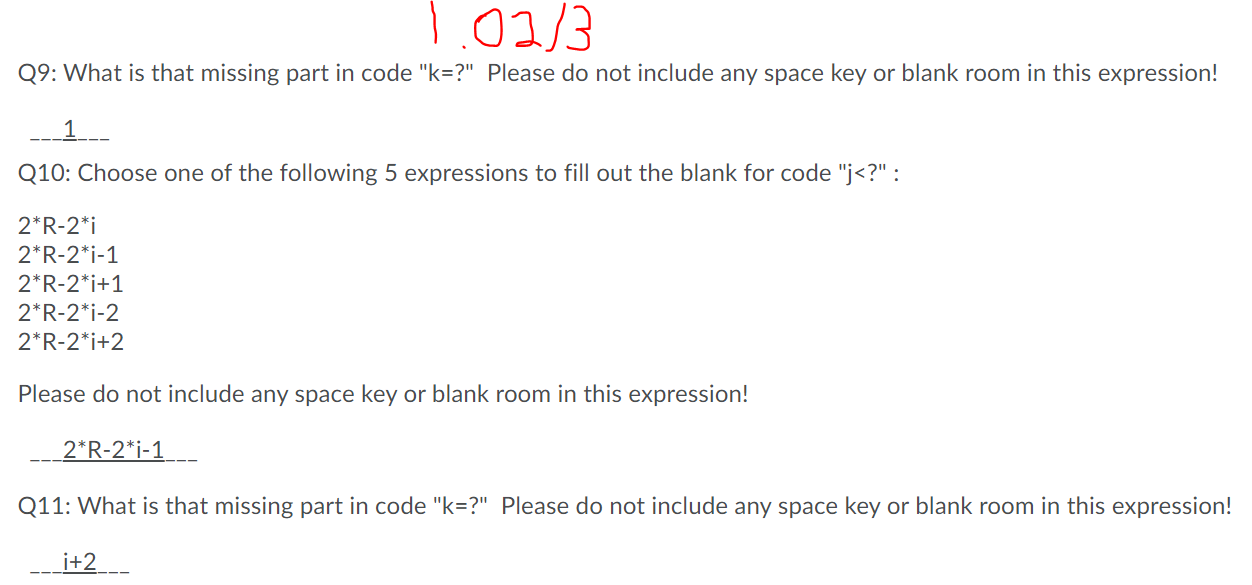 1.02/3
Q9: What is that missing part in code "k=?"  Please do not include any space key or blank room in this expression!
___1___
Q10: Choose one of the following 5 expressions to fill out the blank for code "j<?" :
2*R-2*i
2*R-2*i-1
2*R-2*i+1
2*R-2*i-2
2*R-2*i+2
Please do not include any space key or blank room in this expression!
___2*R-2*i-1___
Q11: What is that missing part in code "k=?"  Please do not include any space key or blank room in this expression!
___i+2___